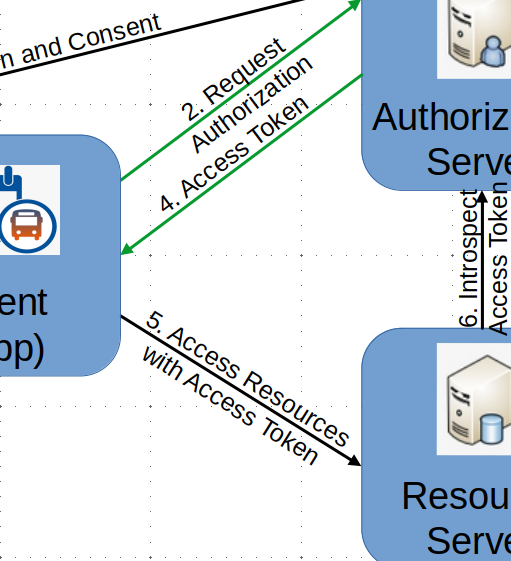 n and Consent
2. Request
Authorization
4. Access Token
Authoriz
Serve
ent
pp)
5. Access Resources
with Access Token
6. Introspect
Access Token
Resou
Serve